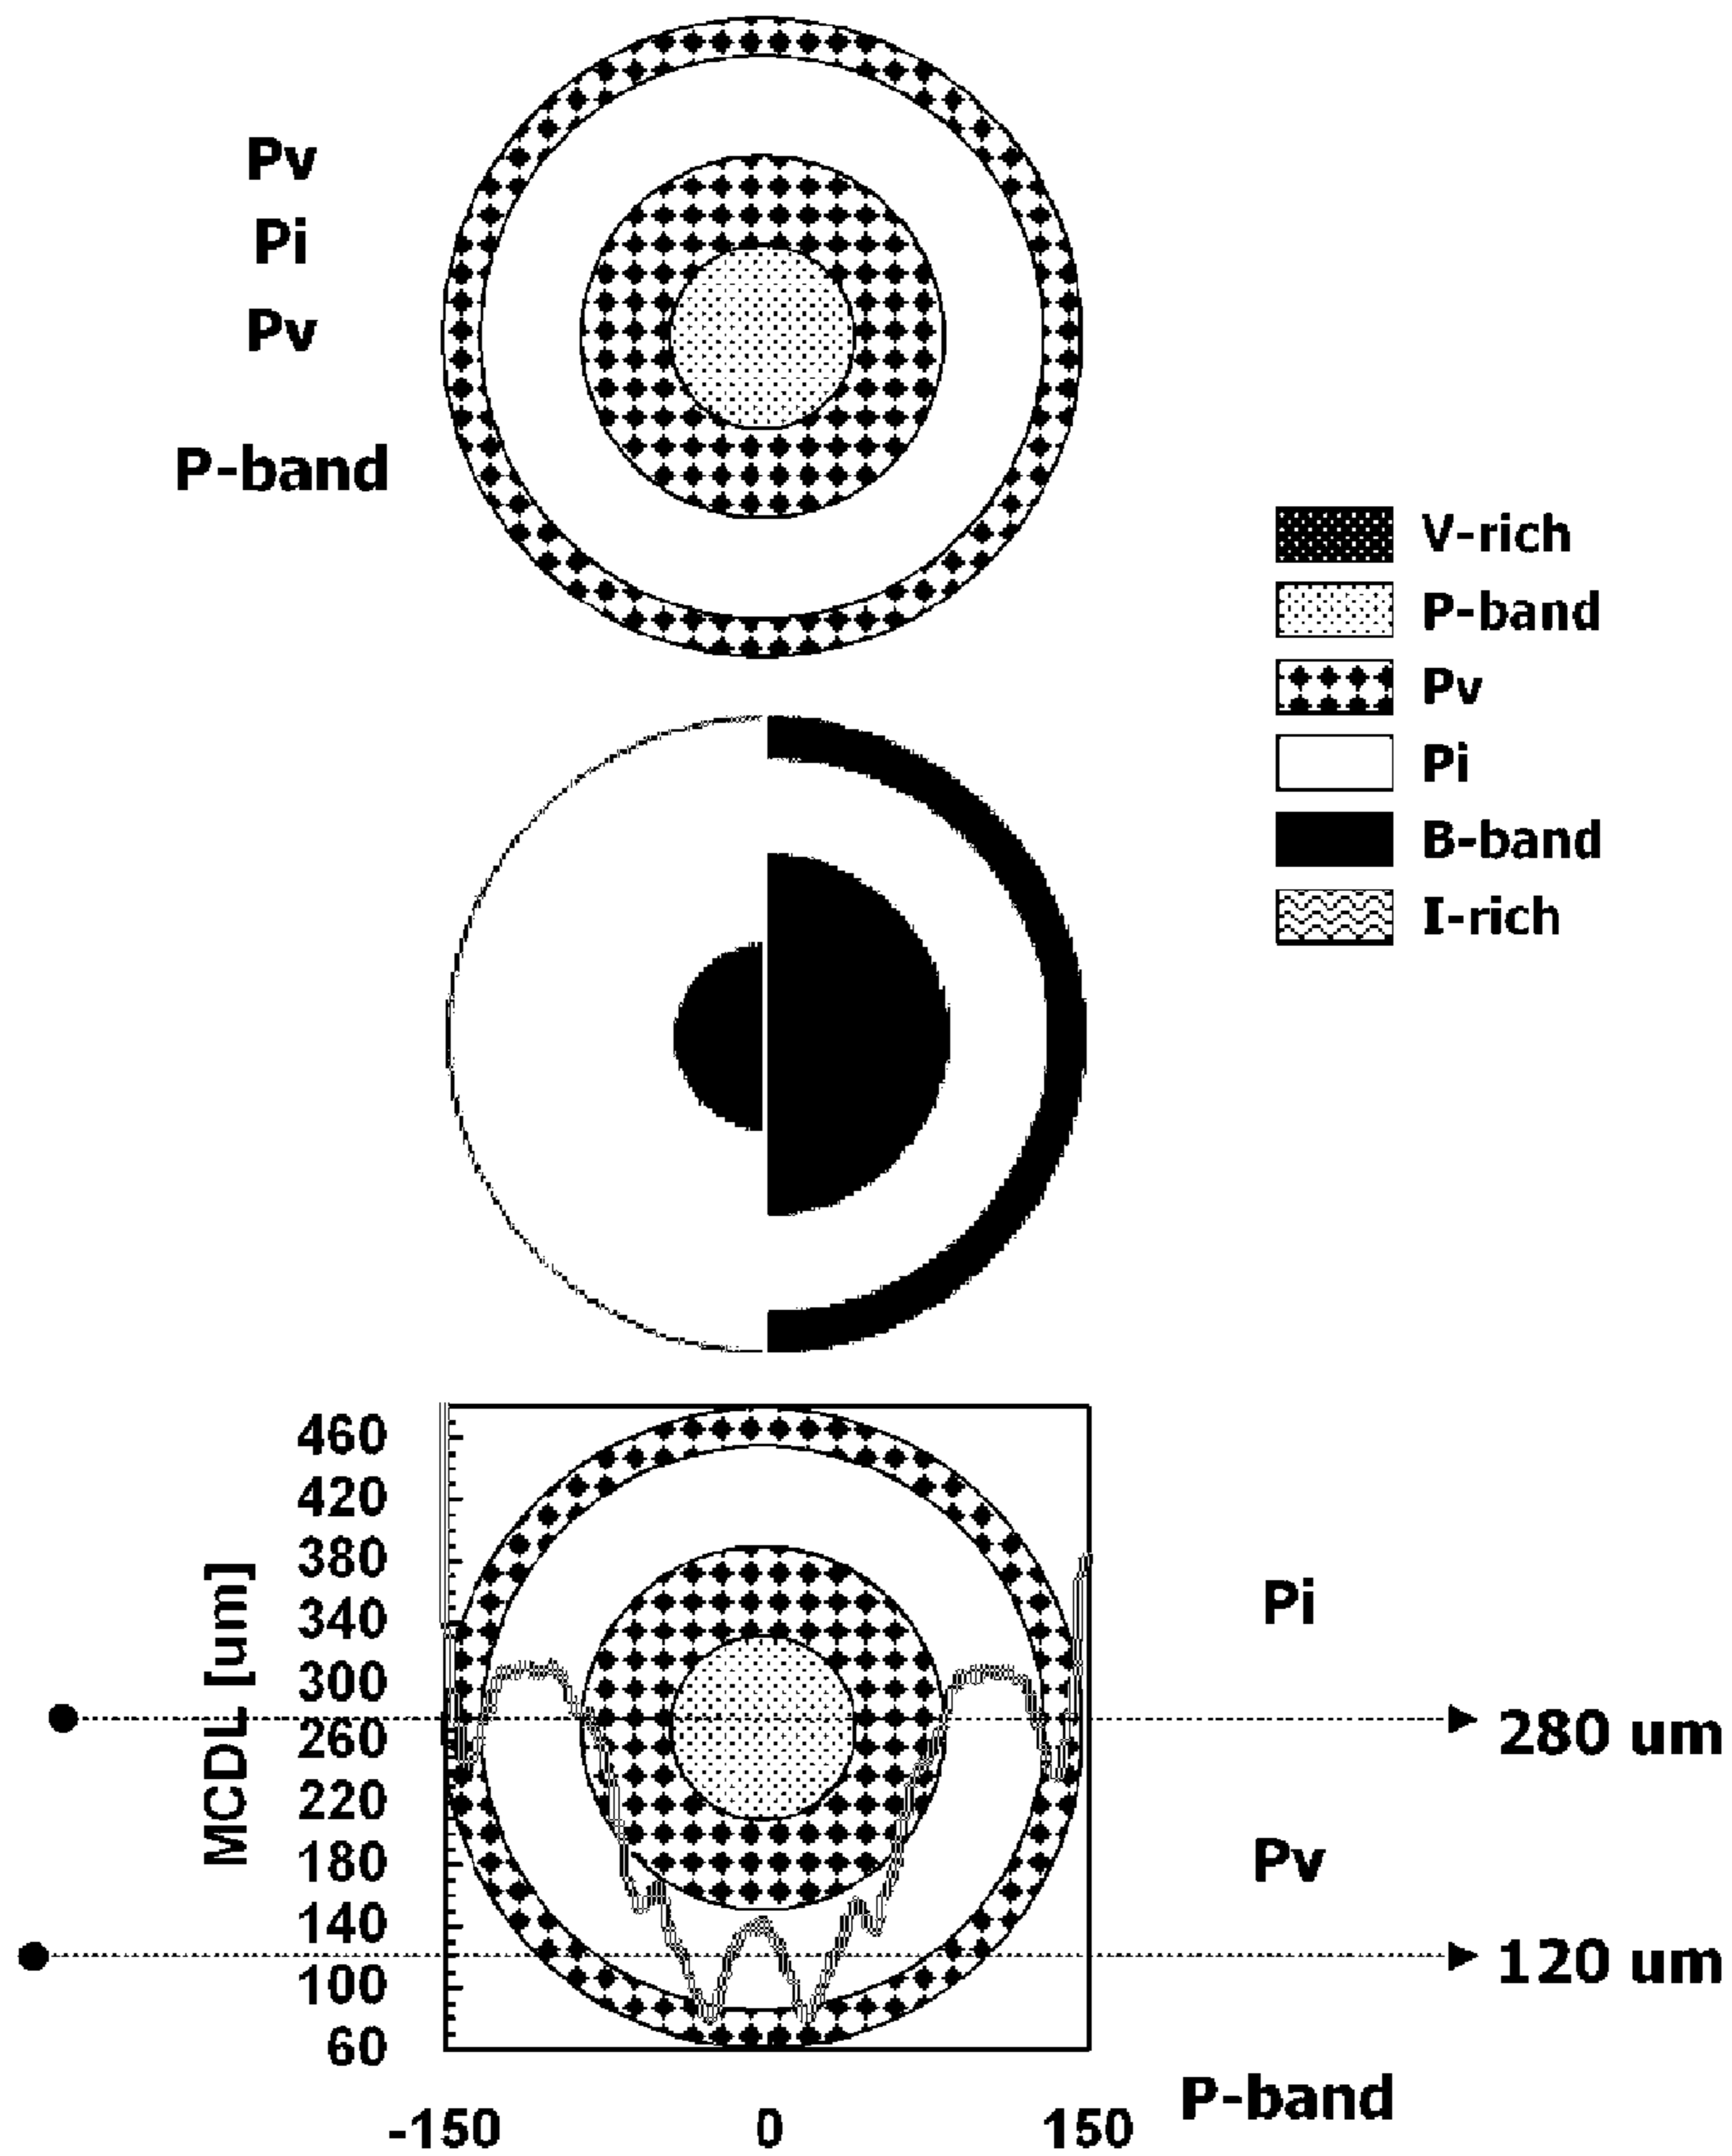 Pv
Pi
Pv
P-band
V-rich
P-band
Pv
Pi
B-band
I-rich
MCDL [um]
460
420
380
340
300
260
220
180
140
100
60
-150
0
150
Pi
280 um
Pv
120 um
P-band